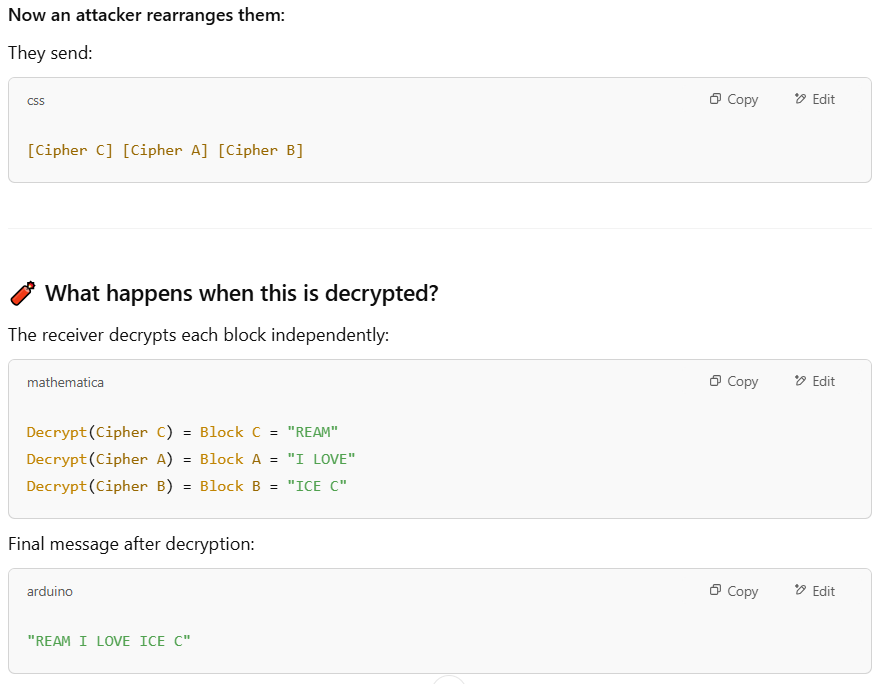 Now an attacker rearranges them:
They send:
css Copy Edit
[Cipher C] [Cipher A] [Cipher B]
What happens when this is decrypted?
The receiver decrypts each block independently:
mathematica Copy Edit
Decrypt(Cipher C) = Block C = "REAM"
Decrypt(Cipher A) = Block A = "I LOVE"
Decrypt(Cipher B) = Block B = "ICE C"
Final message after decryption:
arduino Copy Edit
"REAM I LOVE ICE C"